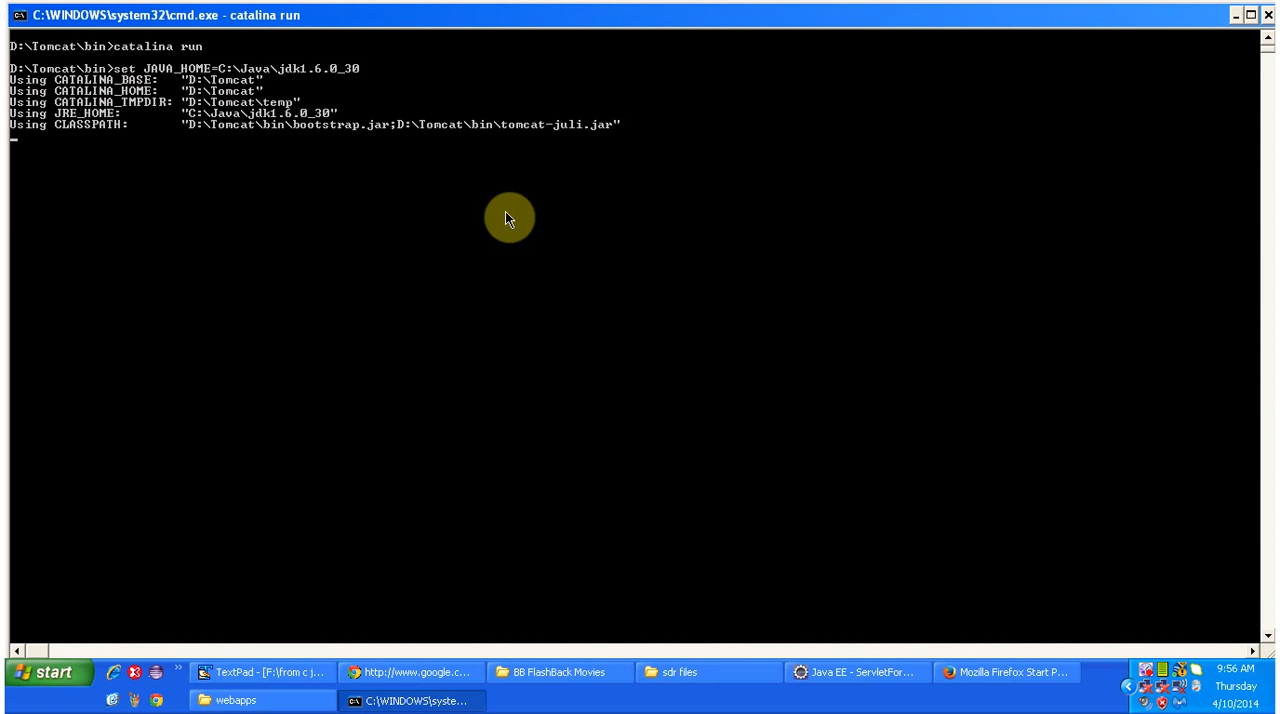 C:\WINDOWS\system32\cmd.exe - catalina run
D:\Tomcat\bin>catalina run
D:\Tomcat\bin>set JAVA_HOME=C:\Java\jdk1.6.0_30
Using CATALINA_BASE: "D:\Tomcat"
Using CATALINA_HOME: "D:\Tomcat"
Using CATALINA_TMPDIR: "D:\Tomcat\temp"
Using JRE_HOME: "C:\Java\jdk1.6.0_30"
Using CLASSPATH: "D:\Tomcat\bin\bootstrap.jar;D:\Tomcat\bin\tomcat-juli.jar"
start
TextPad - [F:\from c j...
http://www.google.c...
BB FlashBack Movies
sdr files
Java EE - ServletFor...
Mozilla Firefox Start P...
9:56 AM
Thursday
webapps
C:\WINDOWS\syste...
4/10/2014